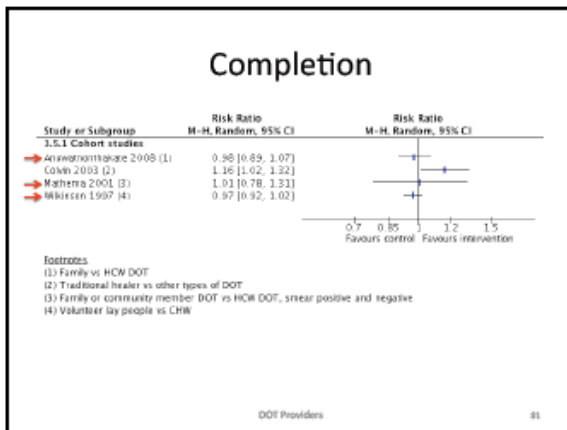 Completion
Risk Ratio Risk Ratio
Study or Subgroup M-H, Random, 95% CI M-H, Random, 95% CI
3.5.1 Cohort studies
Anuwatnonthakate 2008 (1) 0.98 [0.89, 1.07]
Colvin 2003 (2) 1.16 [1.02, 1.32]
Mathema 2001 (3) 1.01 [0.78, 1.31]
Wilkinson 1997 (4) 0.97 [0.92, 1.02]
0.7 0.85 1 1.2 1.5
Favours control Favours intervention
Footnotes
(1) Family vs HCW DOT
(2) Traditional healer vs other types of DOT
(3) Family or community member DOT vs HCW DOT, smear positive and negative
(4) Volunteer lay people vs CHW
DOT Providers 81